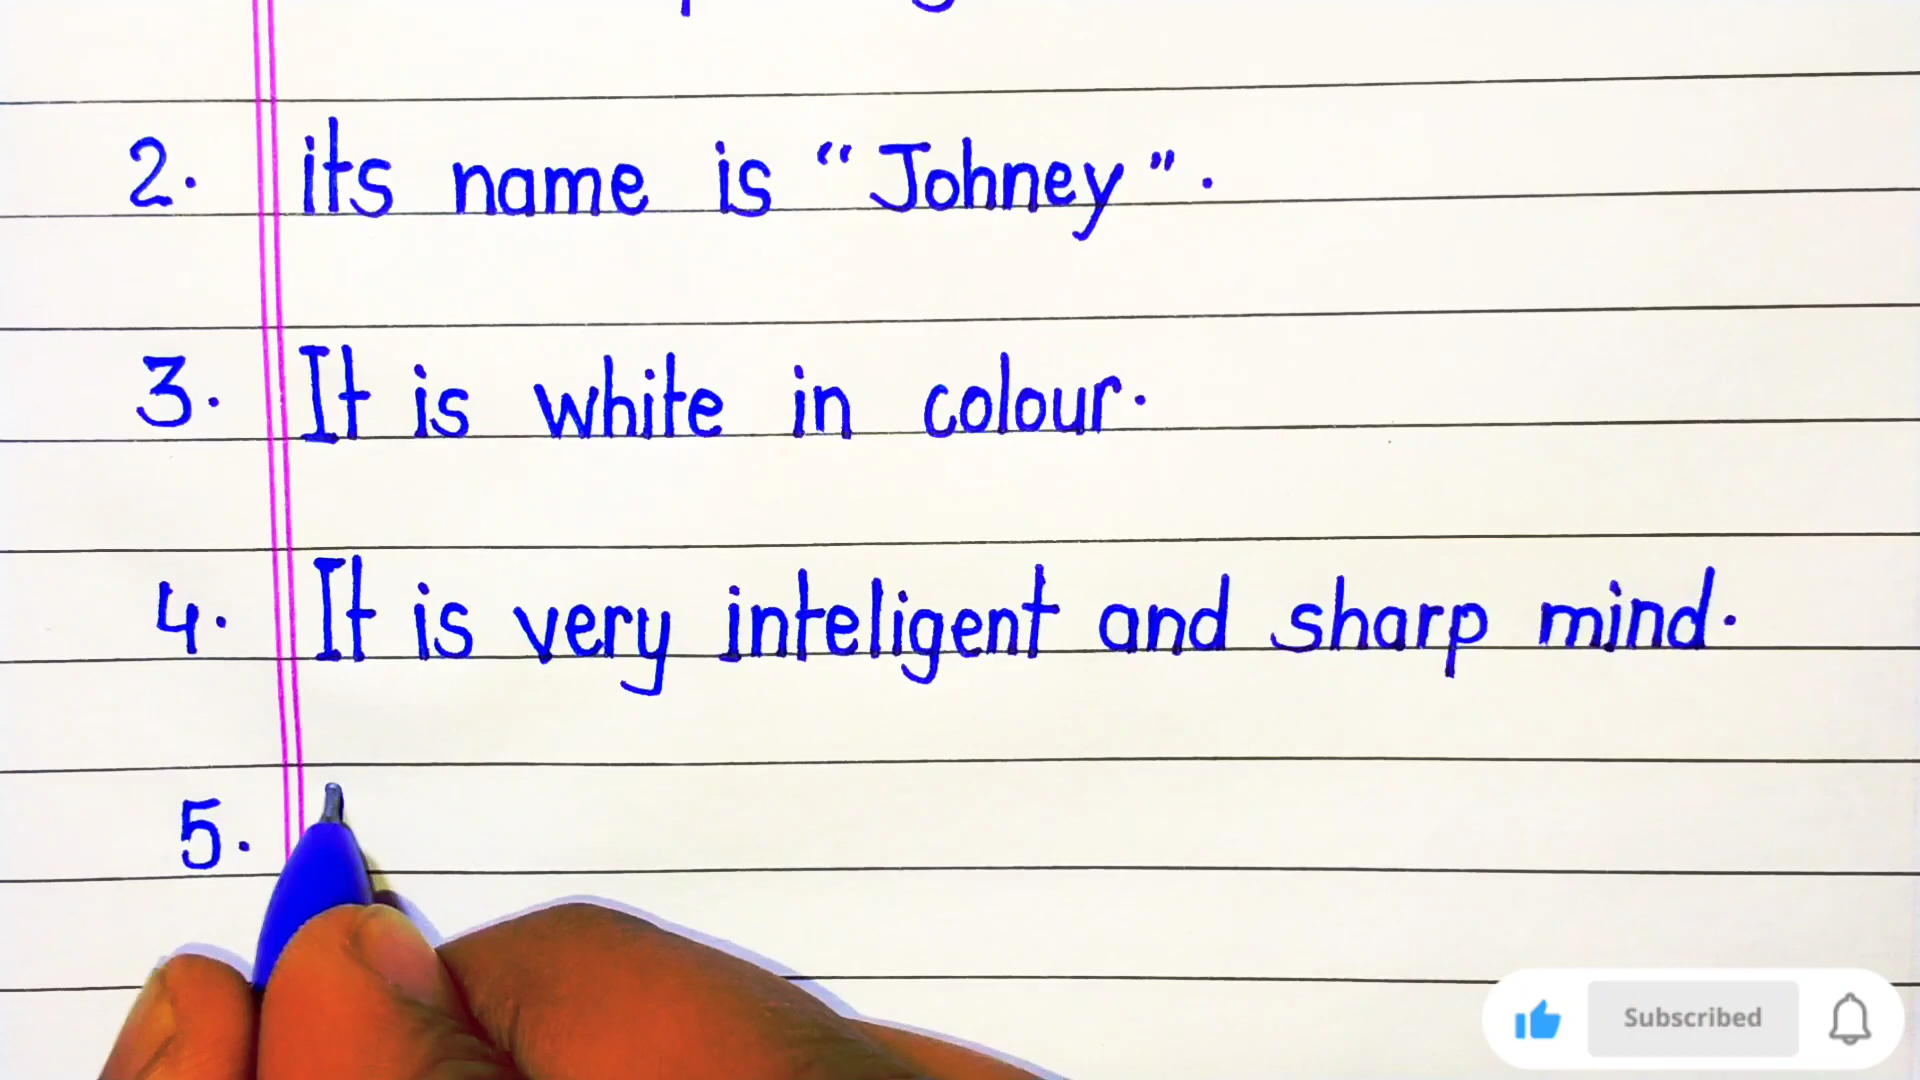 2. its name is “Johney”.
3. It is white in colour.
4. It is very inteligent and sharp mind.
5.
Subscribed